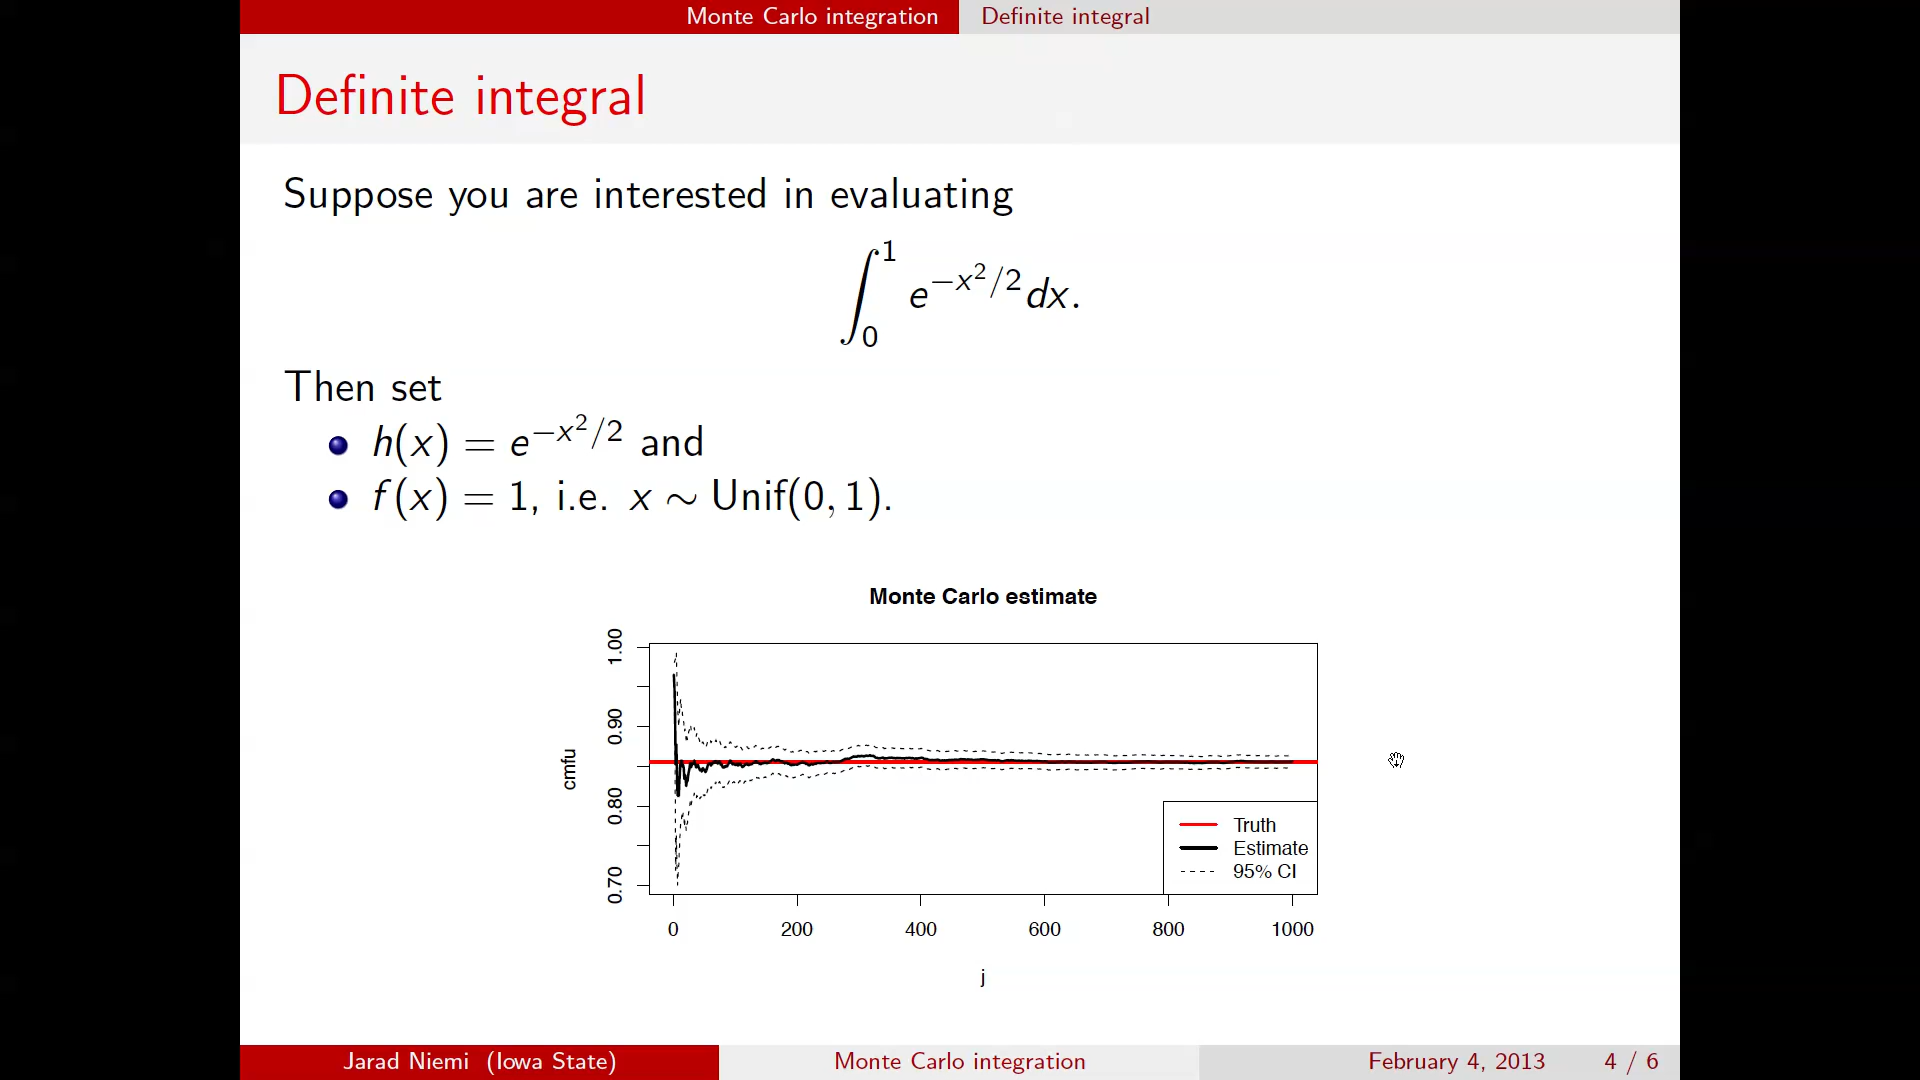 Monte Carlo integration Definite integral
Definite integral
Suppose you are interested in evaluating
∫₀¹ e^{−x²/2}dx.
Then set
h(x) = e^{−x²/2} and
f(x) = 1, i.e. x ∼ Unif(0, 1).
Monte Carlo estimate
1.00
0.90
0.80
0.70
cmfu
Truth
Estimate
95% CI
0 200 400 600 800 1000
j
Jarad Niemi (Iowa State) Monte Carlo integration February 4, 2013 4 / 6